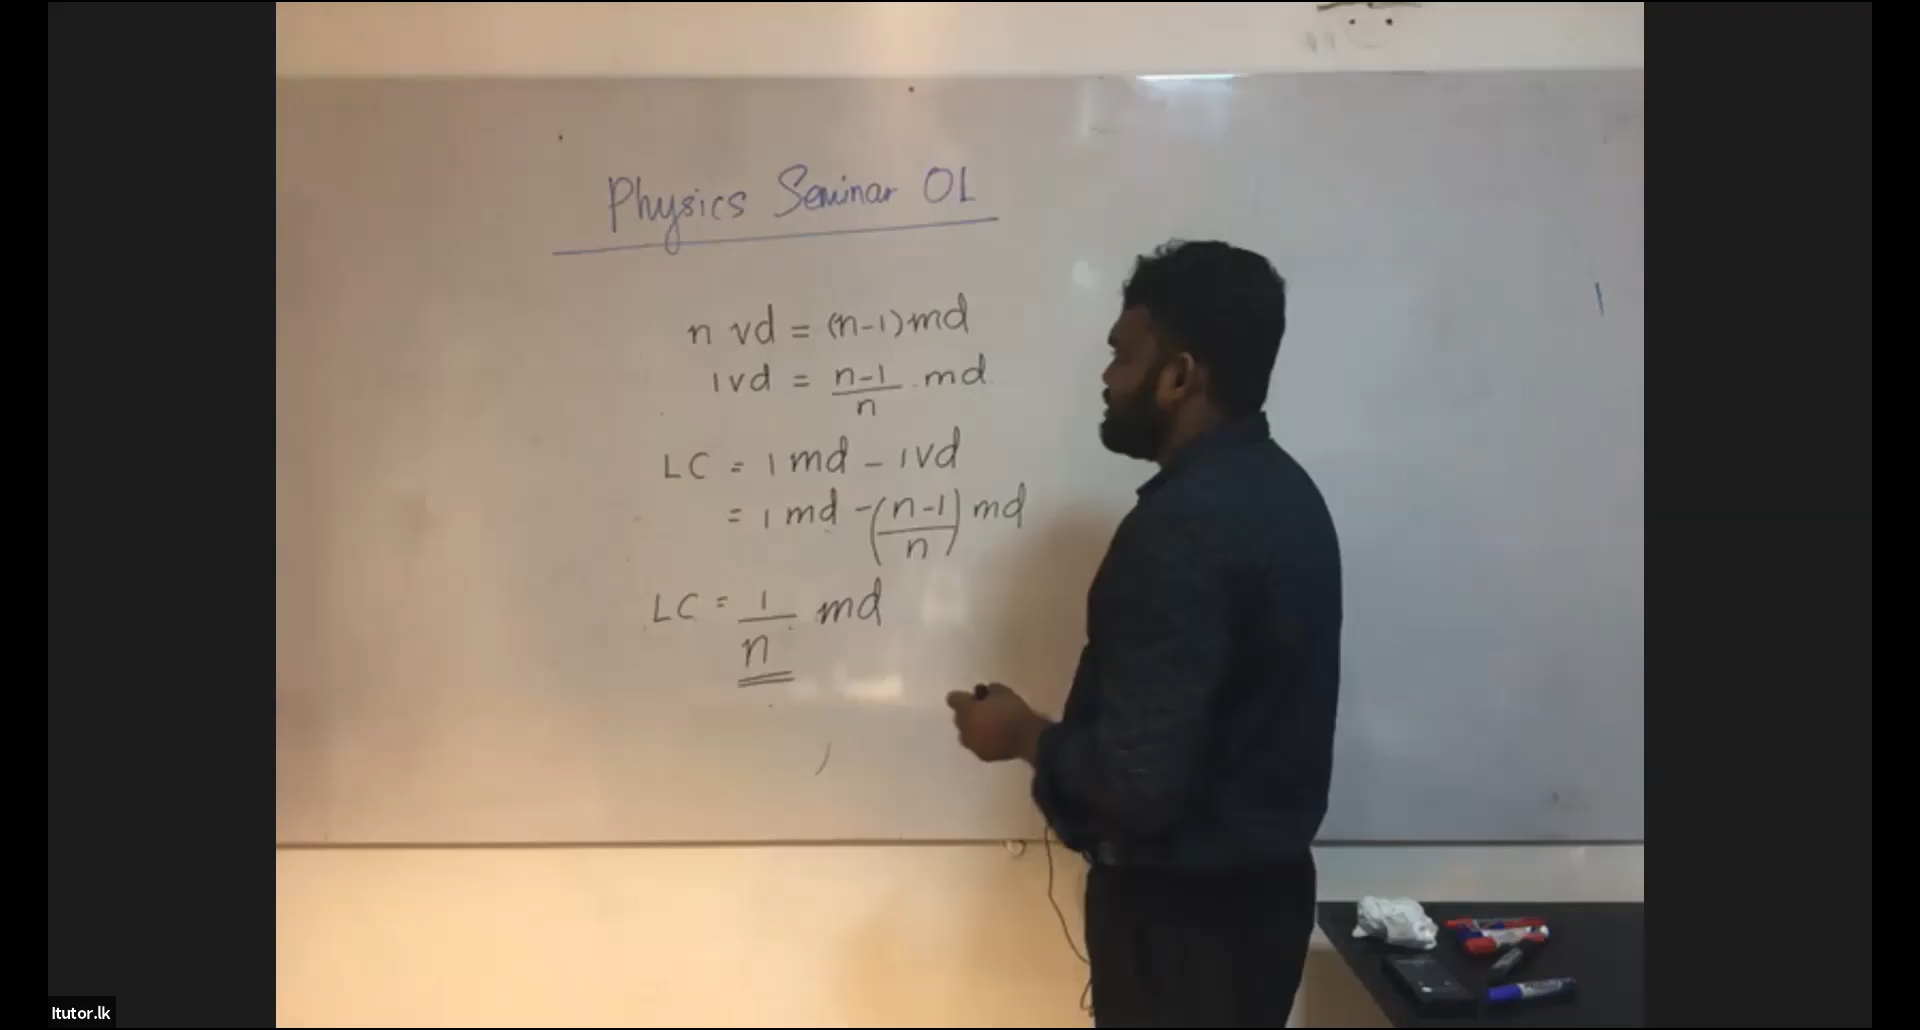 Physics Seminar OL
n vd = (n-1) md
1 vd = n-1/n . md
LC = 1 md - 1 vd
= 1 md - (n-1/n) md
LC = 1/n md
Itutor.lk